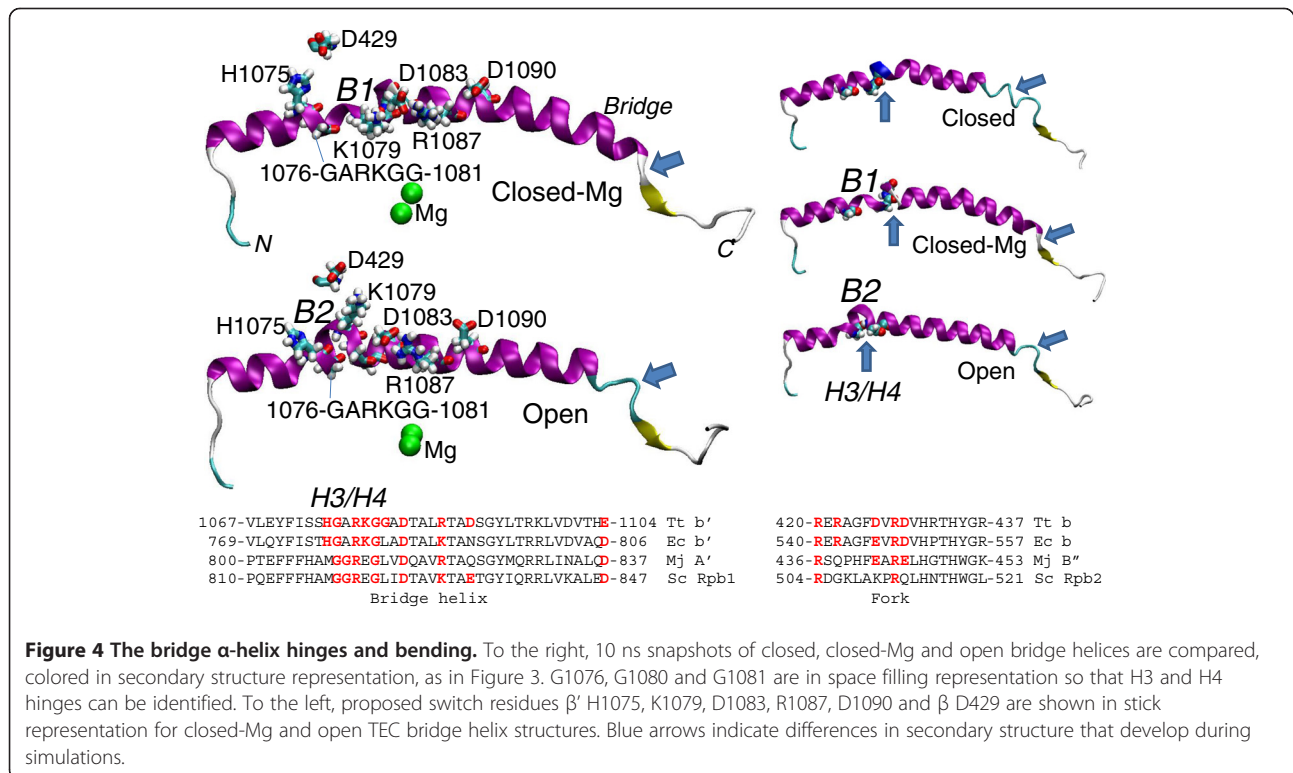 D429
H1075
B1
D1083
D1090
Bridge
K1079
R1087
1076-GARKGG-1081
Closed-Mg
Mg
N
C
D429
K1079
B2
H1075
D1083
D1090
R1087
1076-GARKGG-1081
Open
Mg
Closed
B1
Closed-Mg
B2
Open
H3/H4
H3/H4
1067-VLEYFISSHGARKGGADTALRTADSGYLTRKLVDVTHE-1104 Tt b'
769-VLQYFISTHGARKGLADTALKTANSGYLTRRLVDVAQD-806 Ec b'
800-PTEFFFHAMGGREGLVDQAVRTAQSGYMQRRLINALQD-837 Mj A'
810-PQEFFFHAMGGREGLIDTAVKTAETGYIQRRLVKALED-847 Sc Rpb1
Bridge helix
420-RERAGFDVRDVHRTHYGR-437 Tt b
540-RERAGFEVRDVHPTHYGR-557 Ec b
436-RSQPHFEARELHGTHWGK-453 Mj B"
504-RDGKLAKPRQLHNTHWGL-521 Sc Rpb2
Fork
Figure 4 The bridge α-helix hinges and bending. To the right, 10 ns snapshots of closed, closed-Mg and open bridge helices are compared,
colored in secondary structure representation, as in Figure 3. G1076, G1080 and G1081 are in space filling representation so that H3 and H4
hinges can be identified. To the left, proposed switch residues β' H1075, K1079, D1083, R1087, D1090 and β D429 are shown in stick
representation for closed-Mg and open TEC bridge helix structures. Blue arrows indicate differences in secondary structure that develop during
simulations.